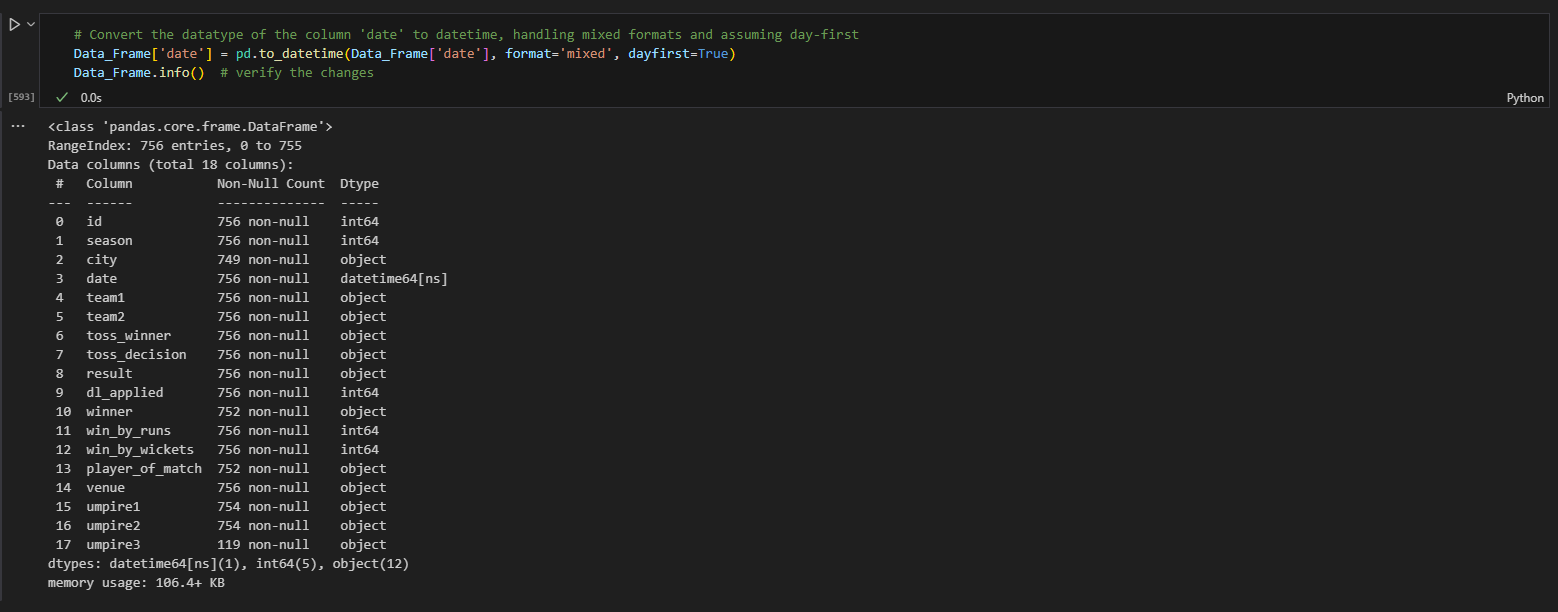 # Convert the datatype of the column 'date' to datetime, handling mixed formats and assuming day-first
Data_Frame['date'] = pd.to_datetime(Data_Frame['date'], format='mixed', dayfirst=True)
Data_Frame.info()  # verify the changes
[593] 0.0s Python
... <class 'pandas.core.frame.DataFrame'>
RangeIndex: 756 entries, 0 to 755
Data columns (total 18 columns):
 #   Column           Non-Null Count  Dtype
---  ------           --------------  -----
 0   id               756 non-null    int64
 1   season           756 non-null    int64
 2   city             749 non-null    object
 3   date             756 non-null    datetime64[ns]
 4   team1            756 non-null    object
 5   team2            756 non-null    object
 6   toss_winner      756 non-null    object
 7   toss_decision    756 non-null    object
 8   result           756 non-null    object
 9   dl_applied       756 non-null    int64
 10  winner           752 non-null    object
 11  win_by_runs      756 non-null    int64
 12  win_by_wickets   756 non-null    int64
 13  player_of_match  752 non-null    object
 14  venue            756 non-null    object
 15  umpire1          754 non-null    object
 16  umpire2          754 non-null    object
 17  umpire3          119 non-null    object
dtypes: datetime64[ns](1), int64(5), object(12)
memory usage: 106.4+ KB